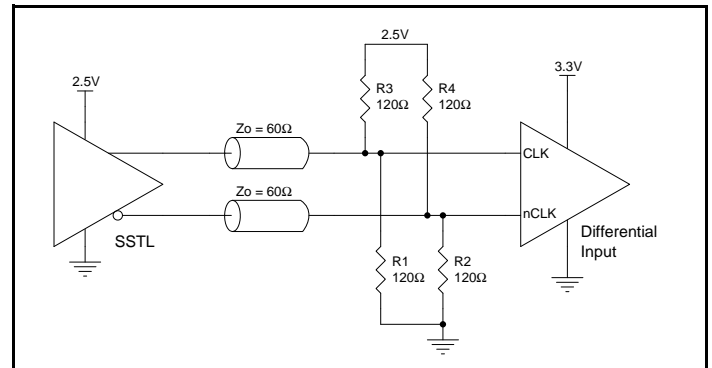 2.5V
3.3V
2.5V
R3
120Ω
R4
120Ω
Zo = 60Ω
CLK
Zo = 60Ω
nCLK
SSTL
Differential
Input
R1
120Ω
R2
120Ω